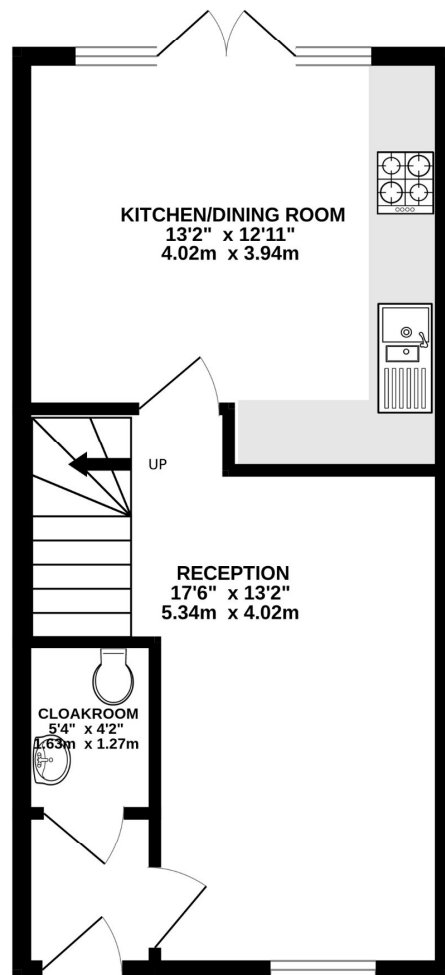 KITCHEN/DINING ROOM
13'2" x 12'11"
4.02m x 3.94m
UP
RECEPTION
17'6" x 13'2"
5.34m x 4.02m
CLOAKROOM
5'4" x 4'2"
1.63m x 1.27m